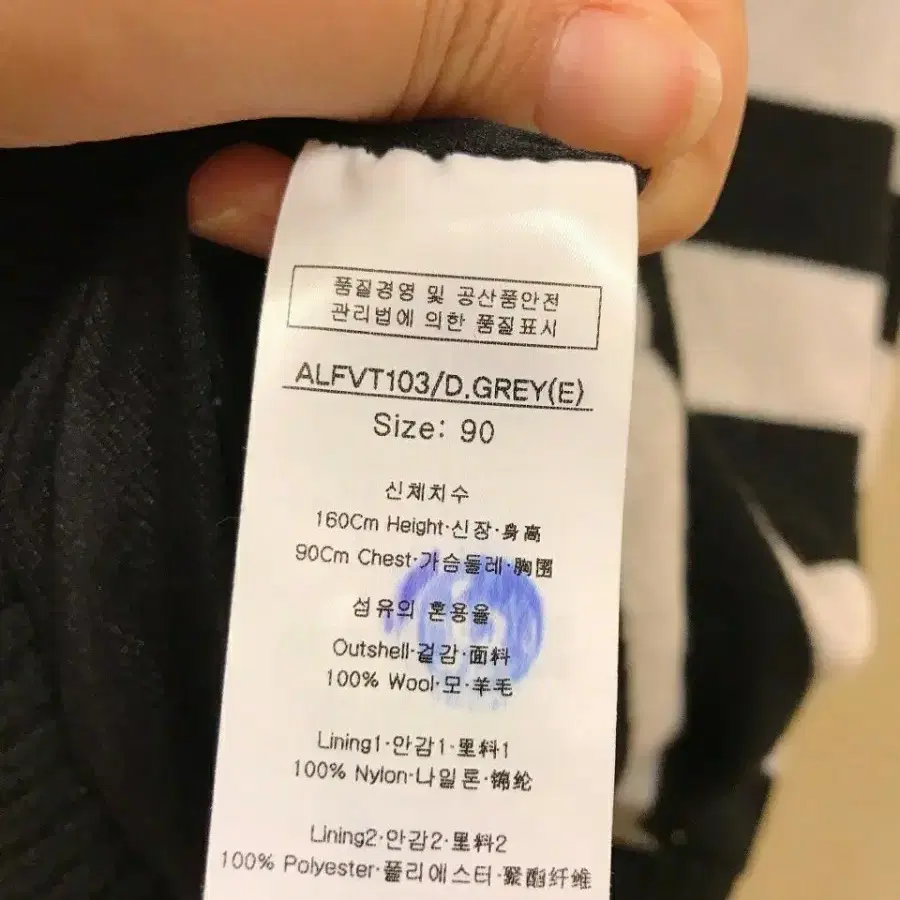 품질경영 및 공산품안전
관리법에 의한 품질표시
ALFVT103/D.GREY(E)
Size: 90
신체치수
160Cm Height·신장·身高
90Cm Chest·가슴둘레·胸围
섬유의 혼용율
Outshell·겉감·面料
100% Wool·모·羊毛
Lining1·안감1·里料1
100% Nylon·나일론·锦纶
Lining2·안감2·里料2
100% Polyester·폴리에스터·聚酯纤维